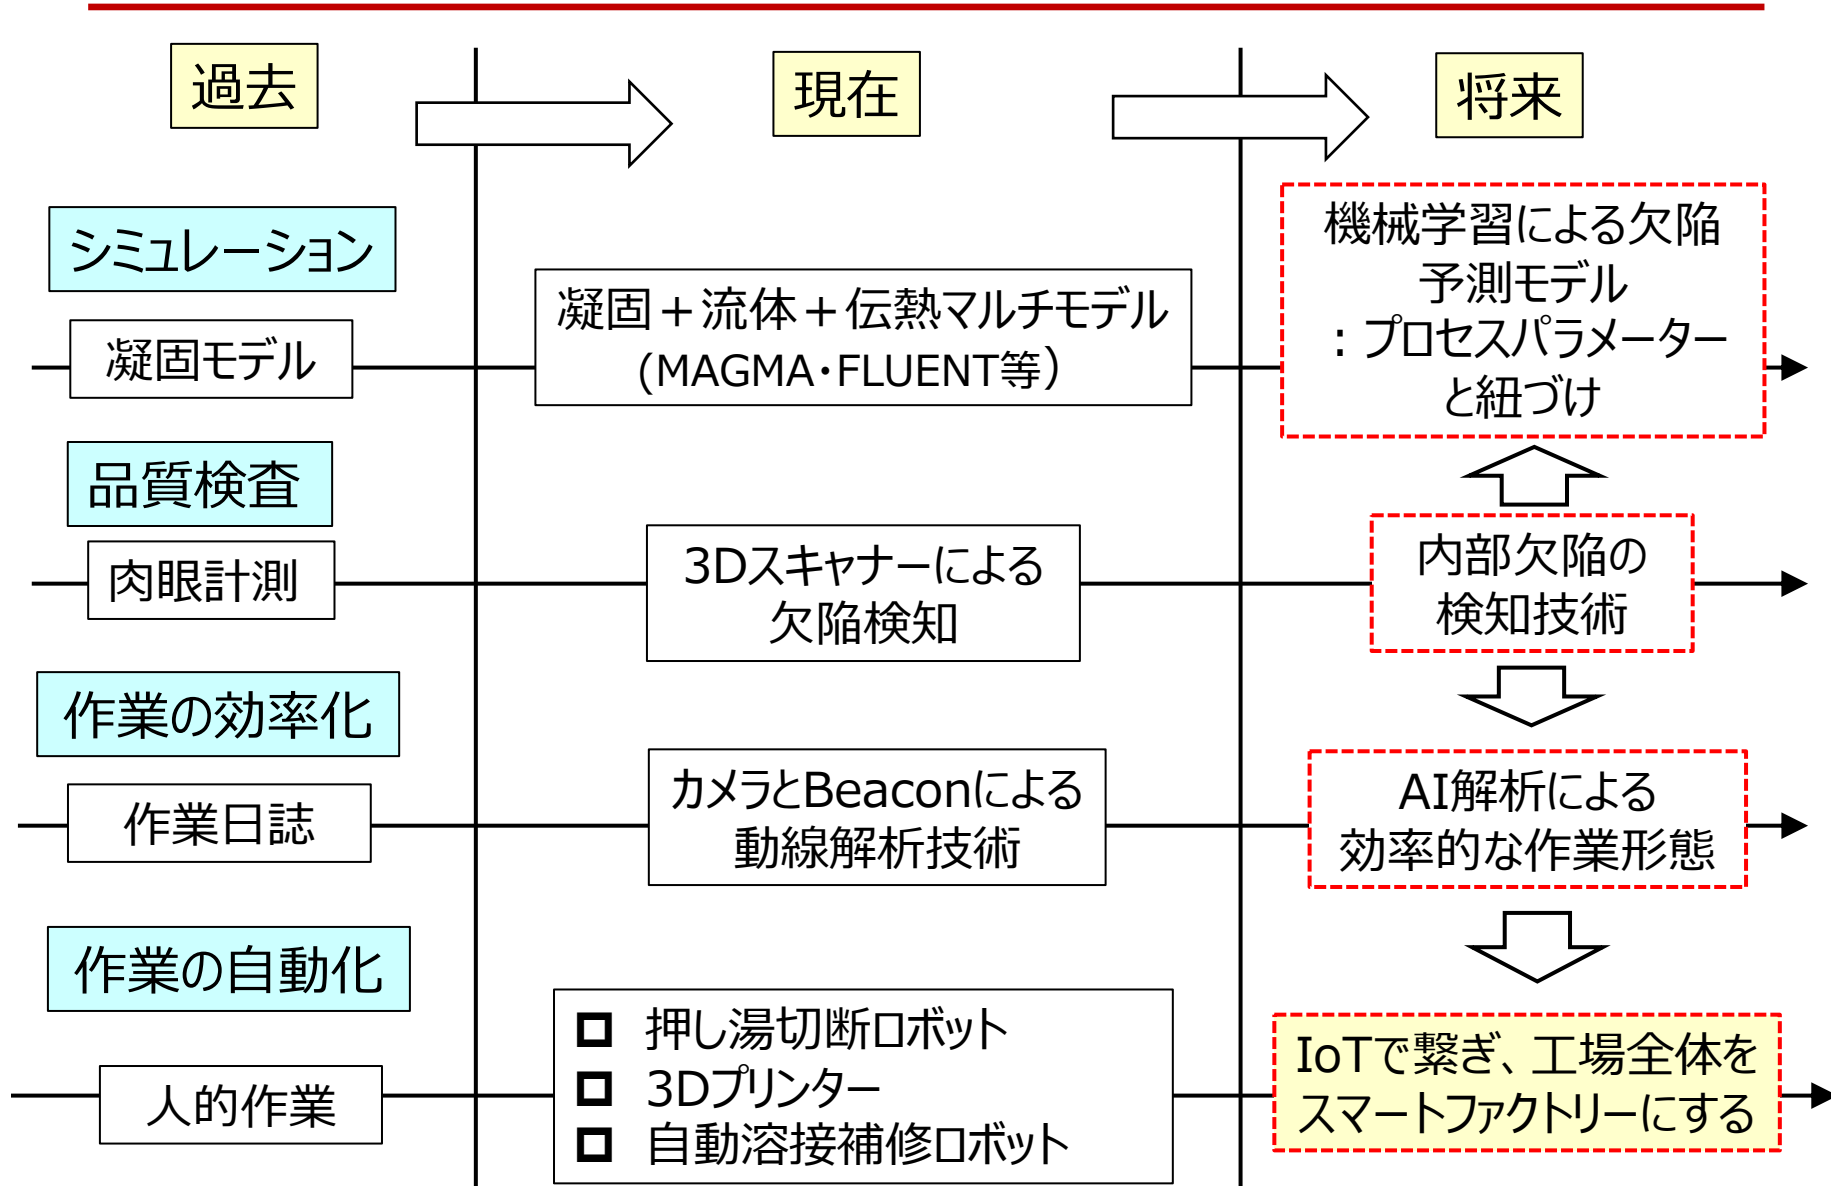 過去
現在
将来
シミュレーション
凝固モデル
凝固＋流体＋伝熱マルチモデル
(MAGMA・FLUENT等)
機械学習による欠陥
予測モデル
：プロセスパラメーター
と紐づけ
品質検査
肉眼計測
3Dスキャナーによる
欠陥検知
内部欠陥の
検知技術
作業の効率化
作業日誌
カメラとBeaconによる
動線解析技術
AI解析による
効率的な作業形態
作業の自動化
人的作業
押し湯切断ロボット
3Dプリンター
自動溶接補修ロボット
IoTで繋ぎ、工場全体を
スマートファクトリーにする